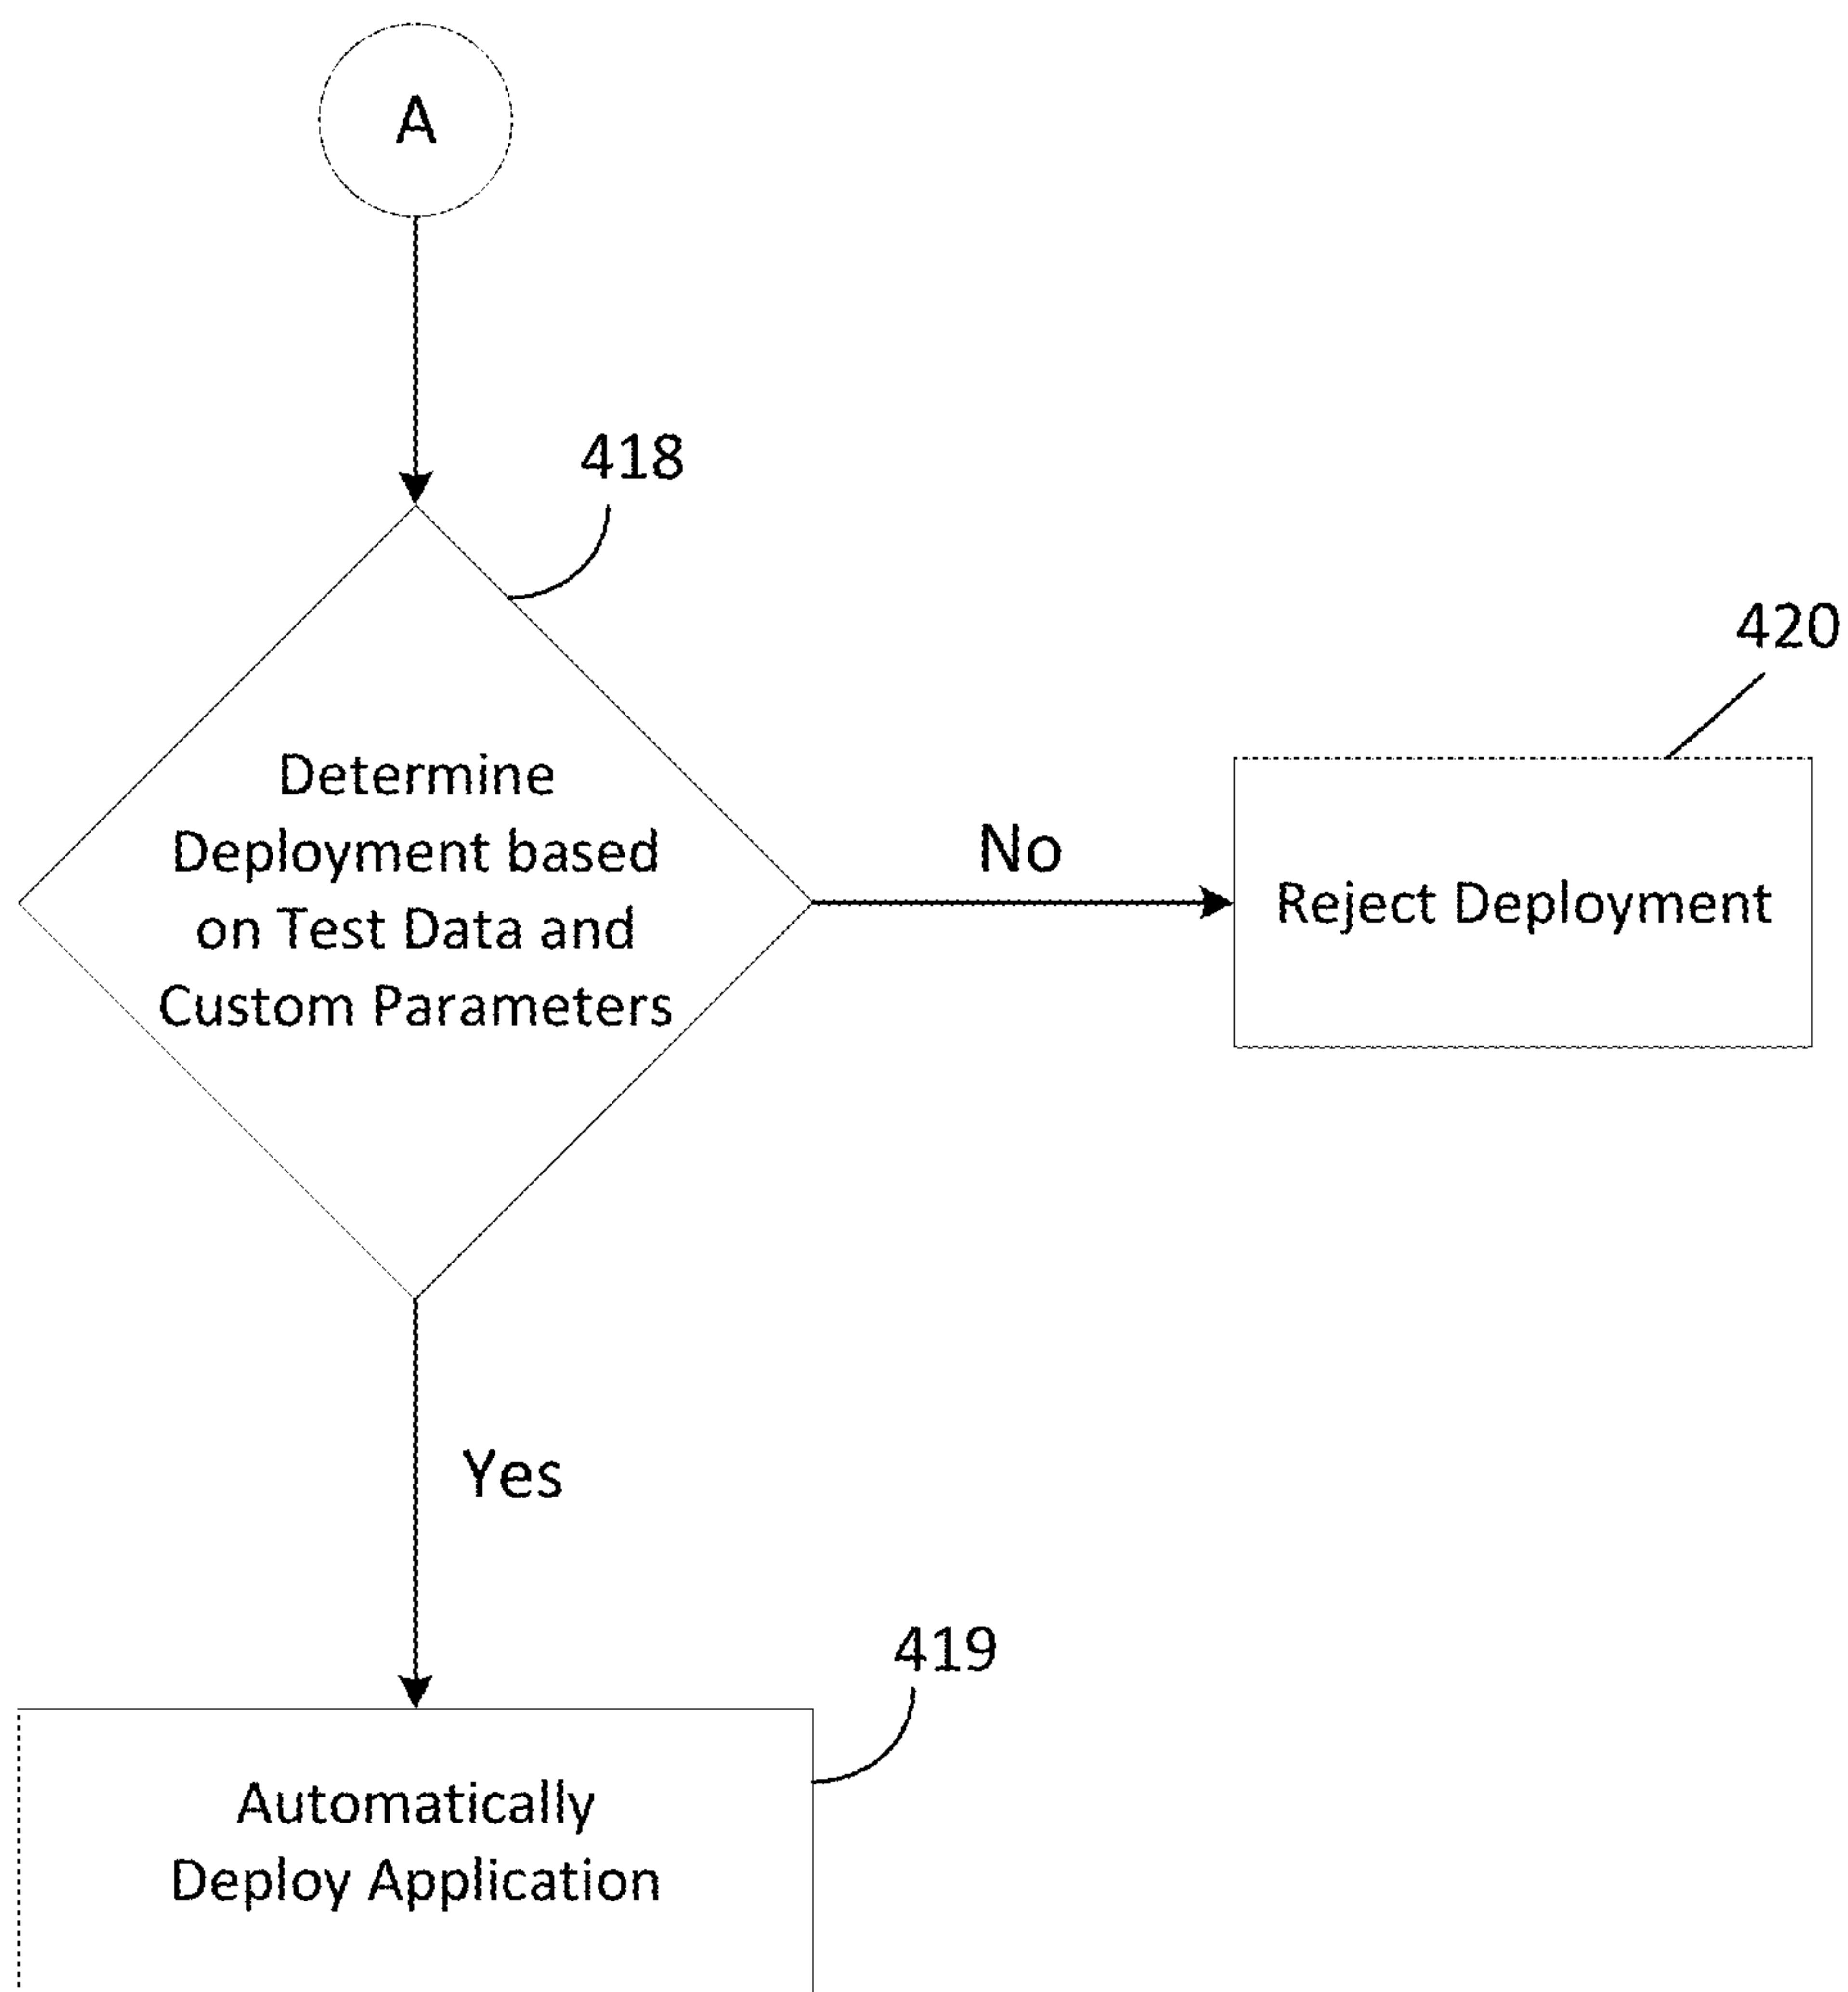 A
418
420
Determine
Deployment based
on Test Data and
Custom Parameters
No
Reject Deployment
Yes
419
Automatically
Deploy Application